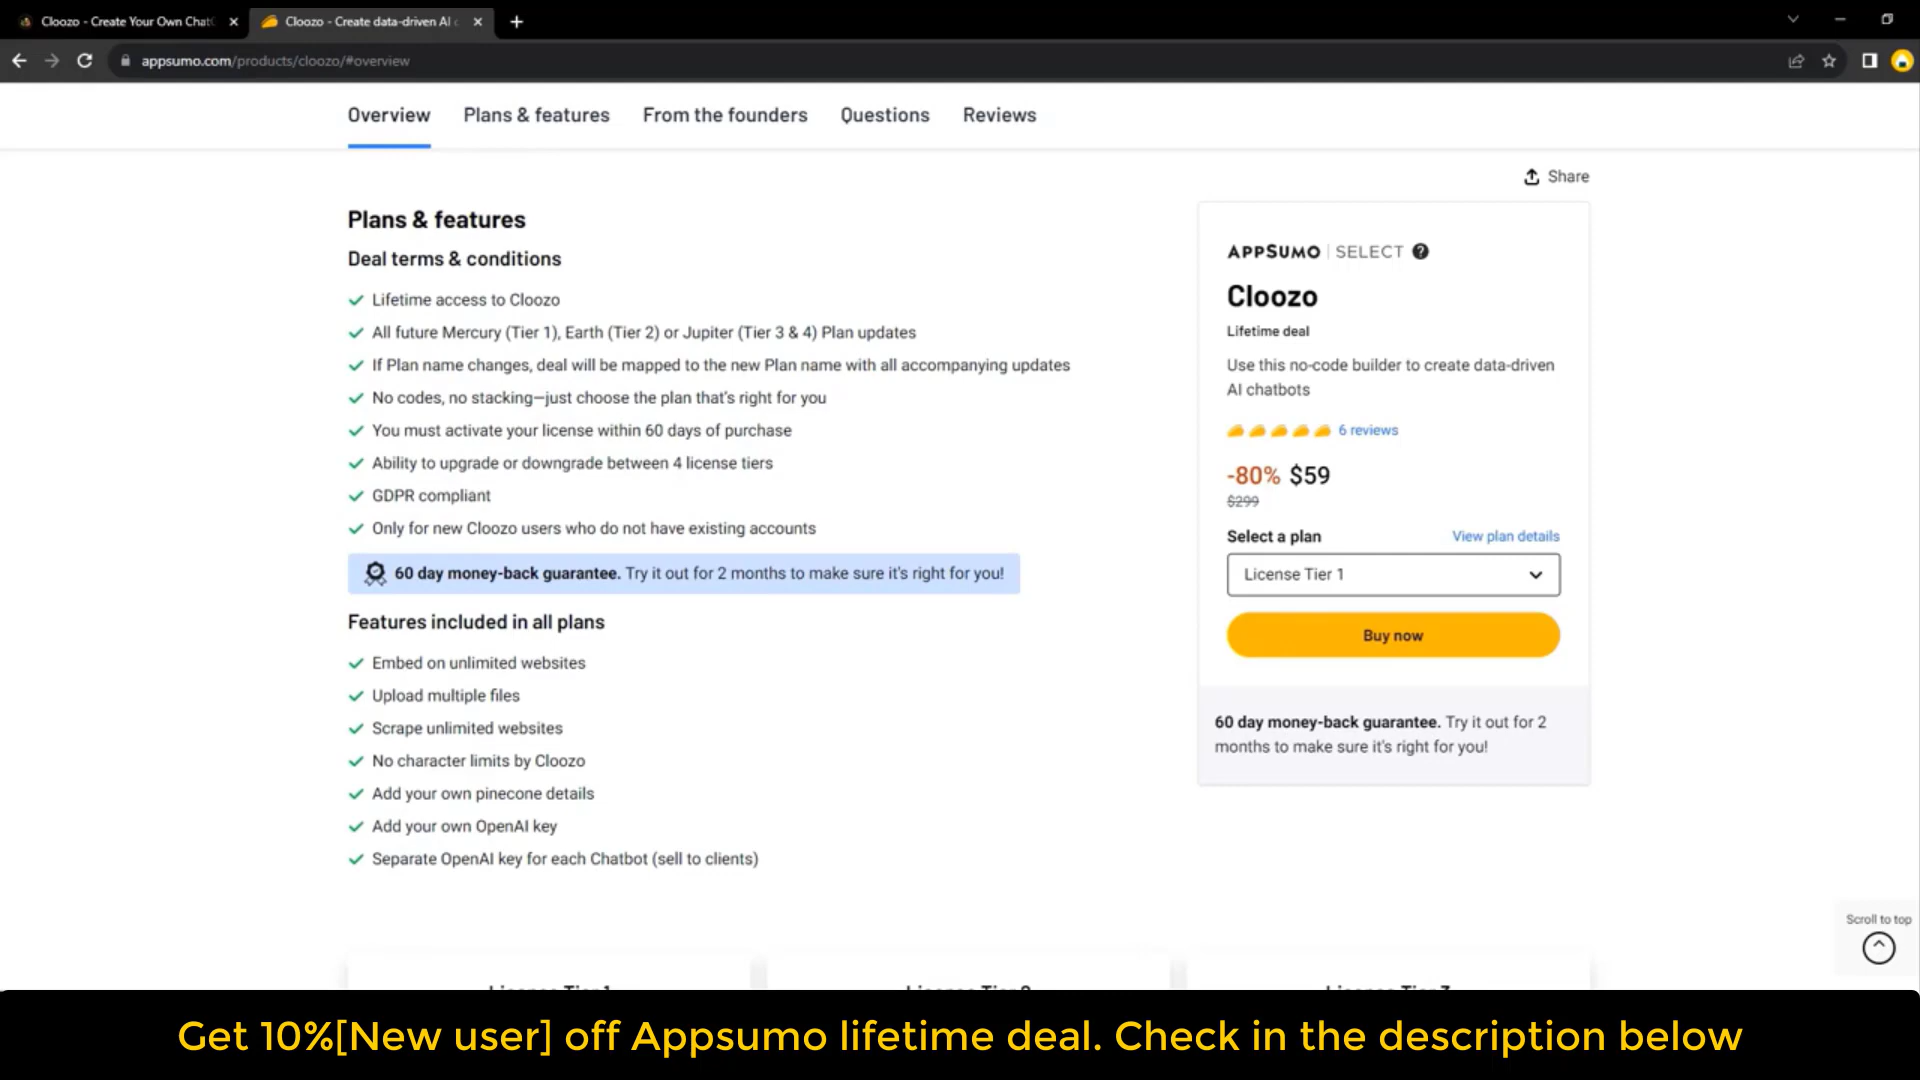 Cloozo - Create Your Own Chat
Cloozo - Create data-driven AI
appsumo.com/products/cloozo/#overview
Overview
Plans & features
From the founders
Questions
Reviews
Share
Plans & features
Deal terms & conditions
Lifetime access to Cloozo
All future Mercury (Tier 1), Earth (Tier 2) or Jupiter (Tier 3 & 4) Plan updates
If Plan name changes, deal will be mapped to the new Plan name with all accompanying updates
No codes, no stacking—just choose the plan that's right for you
You must activate your license within 60 days of purchase
Ability to upgrade or downgrade between 4 license tiers
GDPR compliant
Only for new Cloozo users who do not have existing accounts
60 day money-back guarantee. Try it out for 2 months to make sure it's right for you!
Features included in all plans
Embed on unlimited websites
Upload multiple files
Scrape unlimited websites
No character limits by Cloozo
Add your own pinecone details
Add your own OpenAI key
Separate OpenAI key for each Chatbot (sell to clients)
APPSUMO | SELECT ?
Cloozo
Lifetime deal
Use this no-code builder to create data-driven
AI chatbots
6 reviews
-80% $59
$299
Select a plan
View plan details
License Tier 1
Buy now
60 day money-back guarantee. Try it out for 2
months to make sure it's right for you!
Scroll to top
License Tier 1
License Tier 2
License Tier 3
Get 10%[New user] off Appsumo lifetime deal. Check in the description below